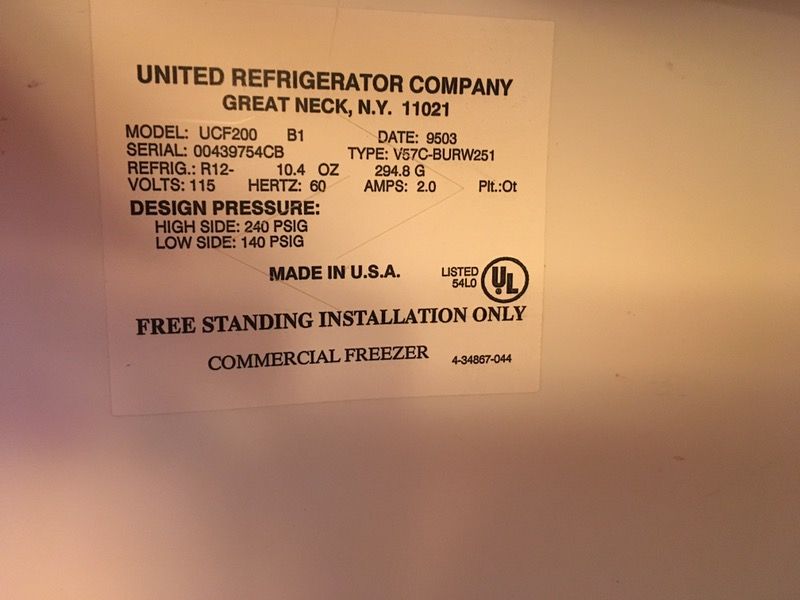 UNITED REFRIGERATOR COMPANY
GREAT NECK, N.Y. 11021
MODEL: UCF200 B1 DATE: 9503
SERIAL: 00439754CB TYPE: V57C-BURW251
REFRIG.: R12- 10.4 OZ 294.8 G
VOLTS: 115 HERTZ: 60 AMPS: 2.0 Plt.:Ot
DESIGN PRESSURE:
HIGH SIDE: 240 PSIG
LOW SIDE: 140 PSIG
MADE IN U.S.A. LISTED
54L0 UL
FREE STANDING INSTALLATION ONLY
COMMERCIAL FREEZER 4-34867-044